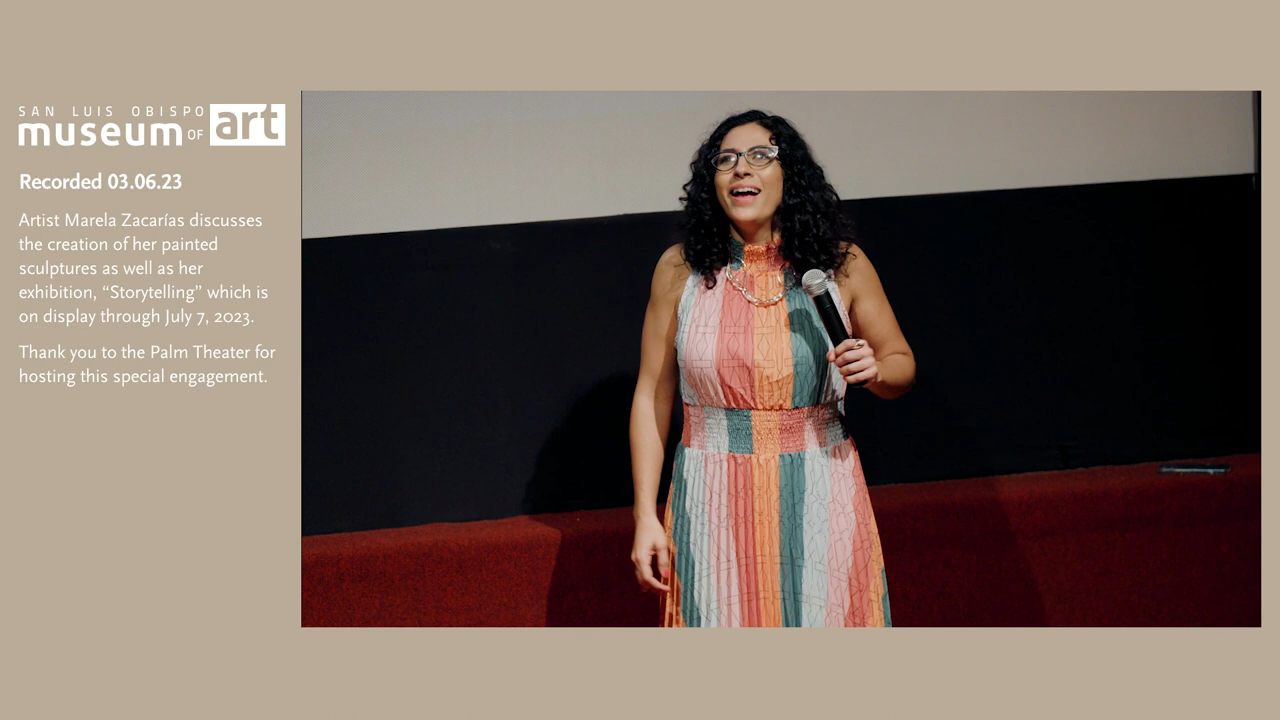 SAN LUIS OBISPO
museum OF art
Recorded 03.06.23
Artist Marela Zacarías discusses
the creation of her painted
sculptures as well as her
exhibition, “Storytelling” which is
on display through July 7, 2023.
Thank you to the Palm Theater for
hosting this special engagement.